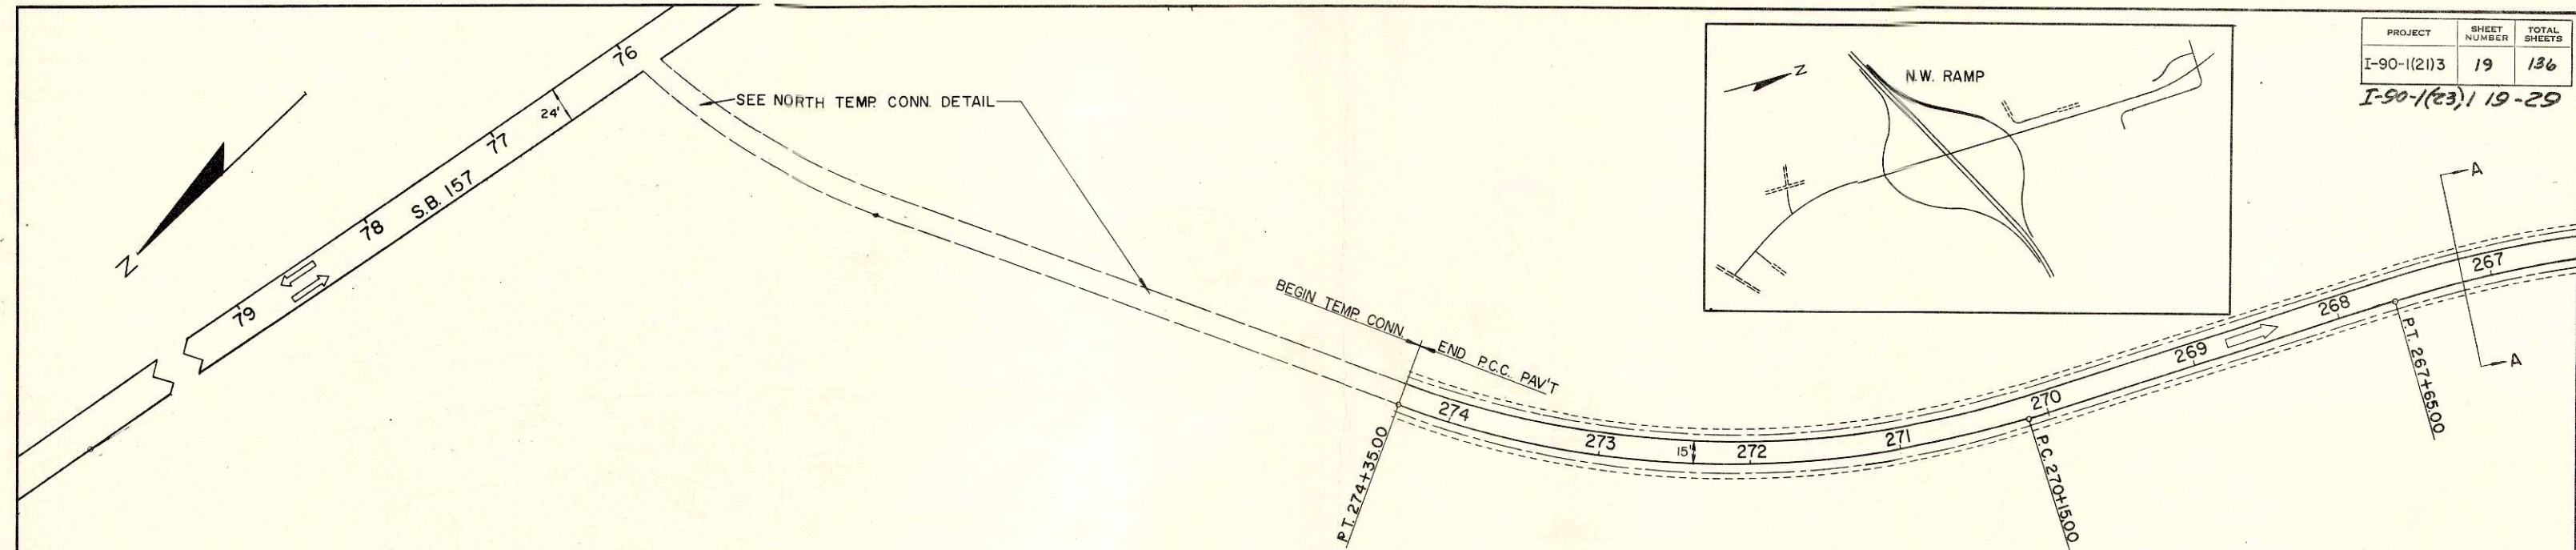 PROJECT
SHEET NUMBER
TOTAL SHEETS
I-90-1(21)3
19
136
I-90-1(23)1 19-29
N.W. RAMP
N
N
76
77
78
79
24'
S.B. 157
SEE NORTH TEMP. CONN. DETAIL
BEGIN TEMP. CONN.
END P.C.C. PAV'T
P.T. 274+35.00
274
273
15'
272
271
270
P.C. 270+15.00
269
268
P.T. 267+65.00
267
A
A